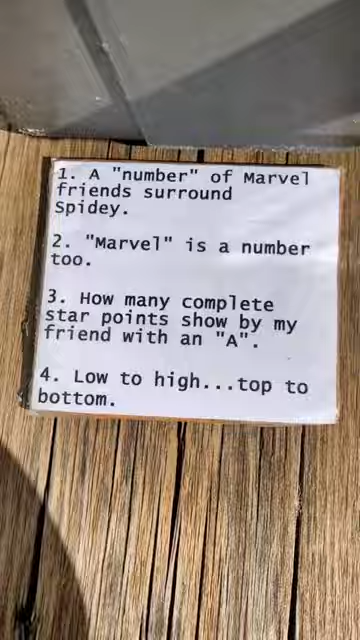 1. A "number" of Marvel
friends surround
Spidey.
2. "Marvel" is a number
too.
3. How many complete
star points show by my
friend with an "A".
4. Low to high...top to
bottom.